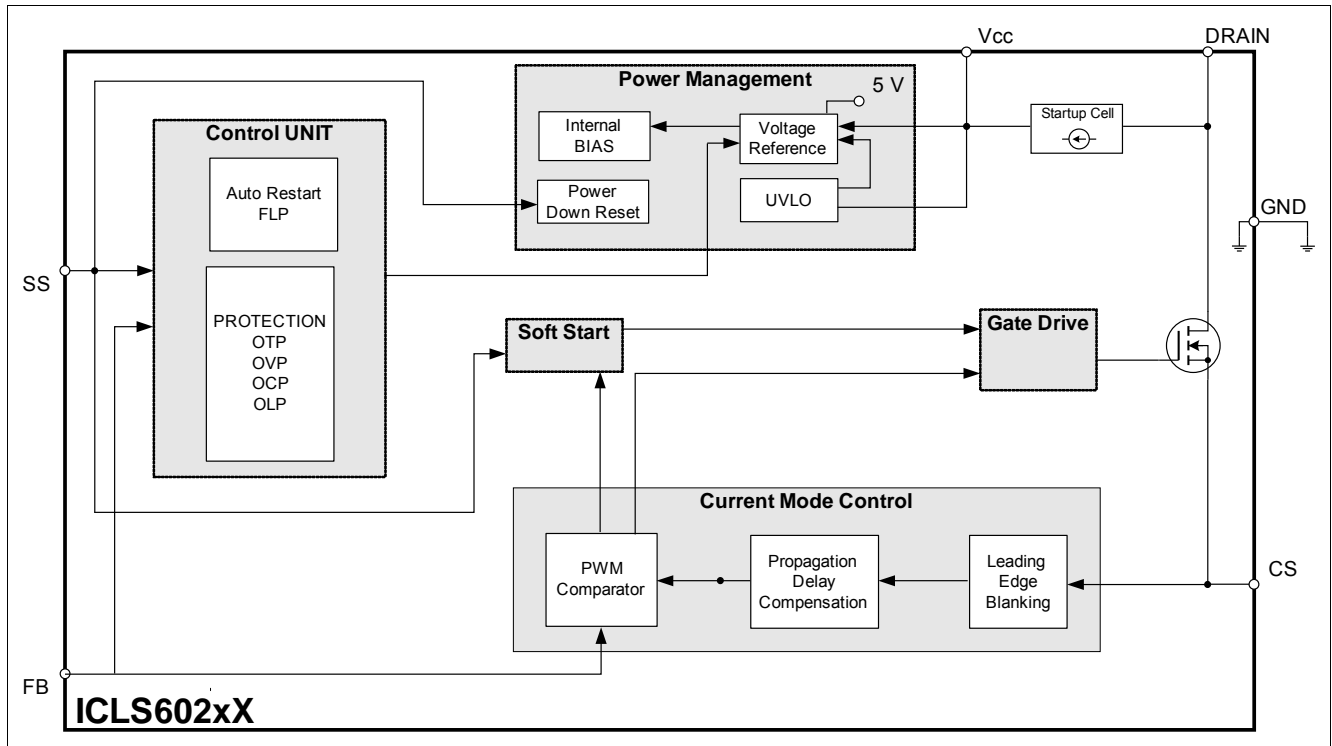 Vcc
DRAIN
Power Management
5 V
Control UNIT
Internal
BIAS
Voltage
Reference
Startup Cell
Auto Restart
FLP
Power
Down Reset
UVLO
GND
SS
PROTECTION
OTP
OVP
OCP
OLP
Soft Start
Gate Drive
Current Mode Control
PWM
Comparator
Propagation
Delay
Compensation
Leading
Edge
Blanking
CS
FB
ICLS602xX